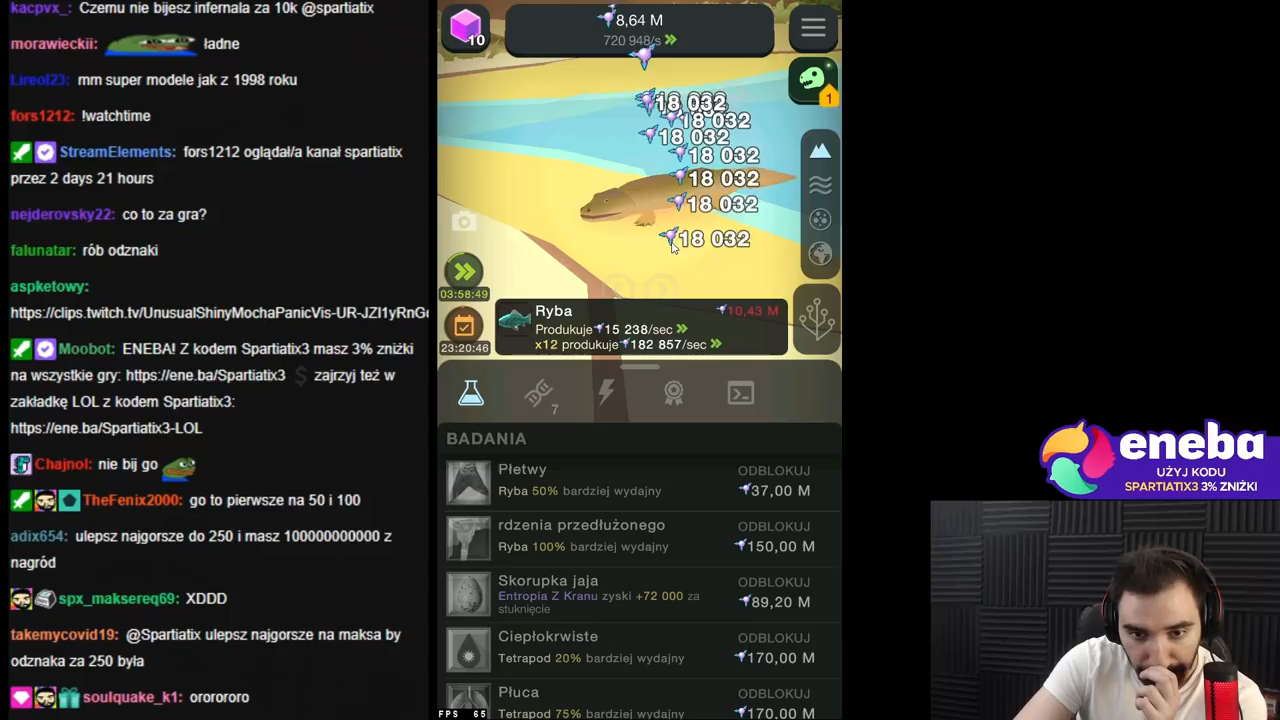 kacpvx_: Czemu nie bijesz infernala za 10k @spartiatix
morawieckii: ładne
Lireol23: mm super modele jak z 1998 roku
fors1212: !watchtime
StreamElements: fors1212 oglądał/a kanał spartiatix
przez 2 days 21 hours
nejderovsky22: co to za gra?
falunatar: rób odznaki
aspketowy:
https://clips.twitch.tv/UnusualShinyMochaPanicVis-UR-JZI1yRnG
Moobot: ENEBA! Z kodem Spartiatix3 masz 3% zniżki
na wszystkie gry: https://ene.ba/Spartiatix3 $ zajrzyj też w
zakładkę LOL z kodem Spartiatix3:
https://ene.ba/Spartiatix3-LOL
Chajnol: nie bij go
TheFenix2000: go to pierwsze na 50 i 100
adix654: ulepsz najgorsze do 250 i masz 100000000000 z
nagród
spx_maksereq69: XDDD
takemycovid19: @Spartiatix ulepsz najgorsze na maksa by
odznaka za 250 była
soulquake_k1: ororororo
10
8,64 M
720 948/s
1
18 032
18 032
18 032
18 032
18 032
18 032
18 032
03:58:49
23:20:46
Ryba
10,43 M
Produkuje 15 238/sec
x12 produkuje 182 857/sec
7
BADANIA
Płetwy
ODBLOKUJ
Ryba 50% bardziej wydajny
37,00 M
rdzenia przedłużonego
ODBLOKUJ
Ryba 100% bardziej wydajny
150,00 M
Skorupka jaja
ODBLOKUJ
Entropia Z Kranu zyski +72 000 za
stuknięcie
89,20 M
Ciepłokrwiste
ODBLOKUJ
Tetrapod 20% bardziej wydajny
170,00 M
Płuca
ODBLOKUJ
Tetrapod 75% bardziej wydajny
170,00 M
FPS 65
eneba
UŻYJ KODU
SPARTIATIX3 3% ZNIŻKI